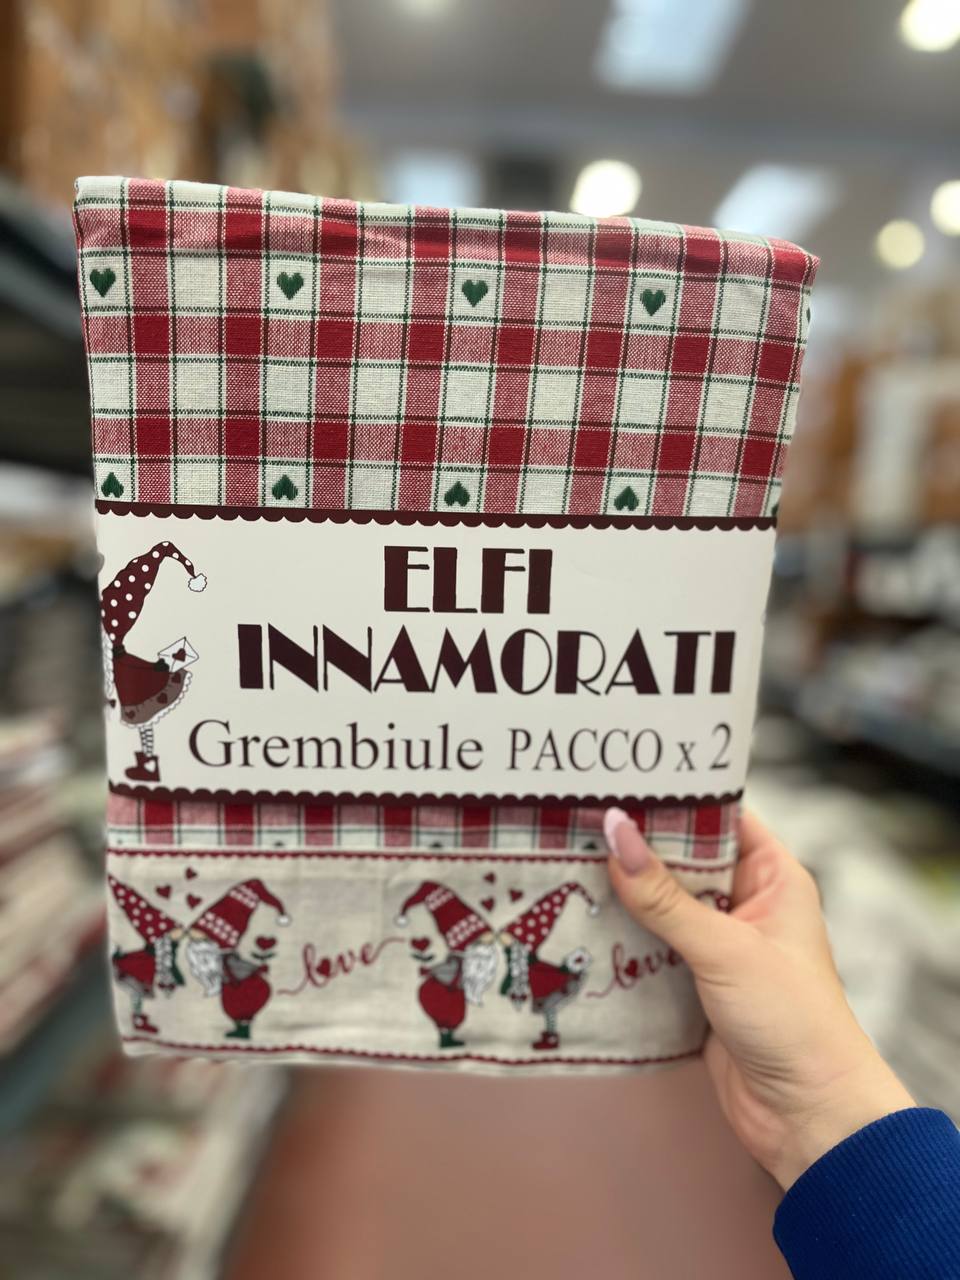 ELFI
INNAMORATI
Grembiule PACCO x 2
love love